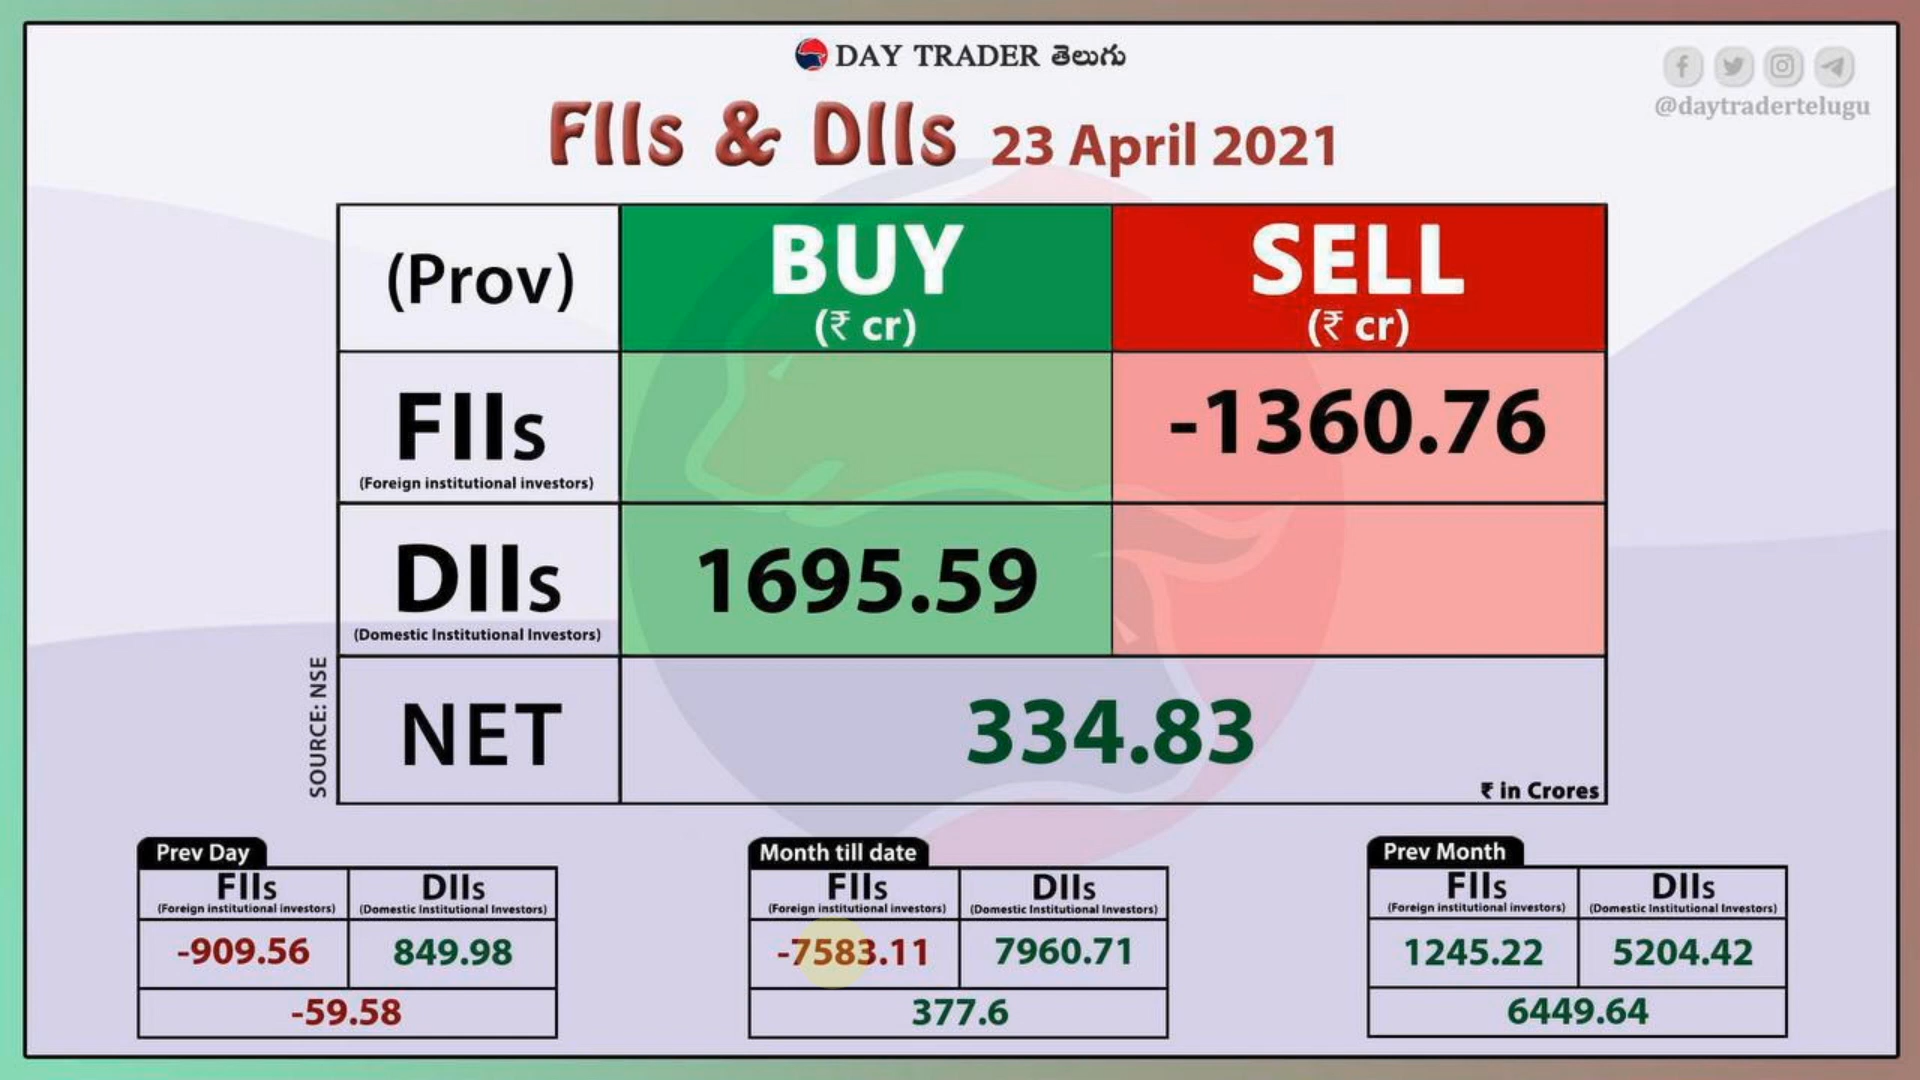 DAY TRADER తెలుగు
@daytradertelugu
FIIs & DIIs 23 April 2021
(Prov)
BUY
(₹ cr)
SELL
(₹ cr)
FIIs
(Foreign institutional investors)
-1360.76
DIIs
(Domestic Institutional Investors)
1695.59
NET
334.83
₹ in Crores
SOURCE: NSE
Prev Day
FIIs
(Foreign institutional investors)
DIIs
(Domestic Institutional Investors)
-909.56
849.98
-59.58
Month till date
FIIs
(Foreign institutional investors)
DIIs
(Domestic Institutional Investors)
-7583.11
7960.71
377.6
Prev Month
FIIs
(Foreign institutional investors)
DIIs
(Domestic Institutional Investors)
1245.22
5204.42
6449.64